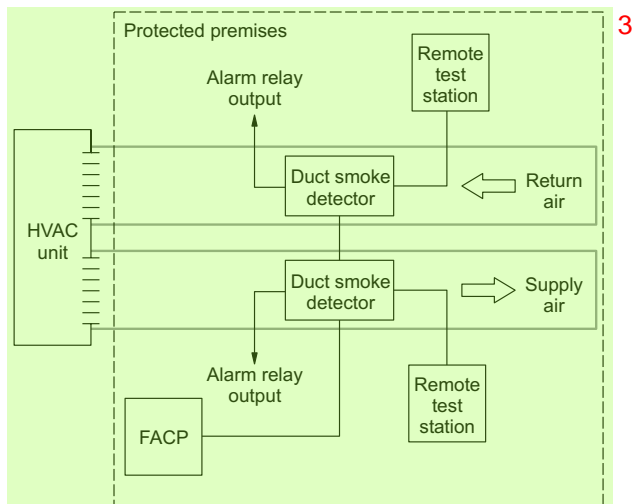 Protected premises
3
Remote
test
station
Alarm relay
output
Duct smoke
detector
Return
air
HVAC
unit
Duct smoke
detector
Supply
air
Alarm relay
output
Remote
test
station
FACP